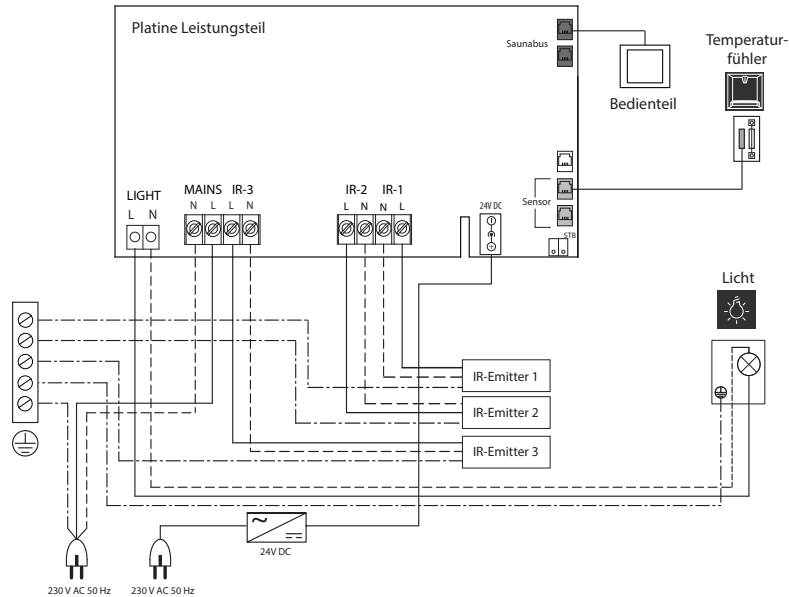 Platine Leistungsteil
Saunabus
Bedienteil
Temperatur-
fühler
LIGHT
L N
MAINS IR-3
N L L N
IR-2 IR-1
L N N L
24V DC
Sensor
STB
Licht
IR-Emitter 1
IR-Emitter 2
IR-Emitter 3
24V DC
230 V AC 50 Hz
230 V AC 50 Hz